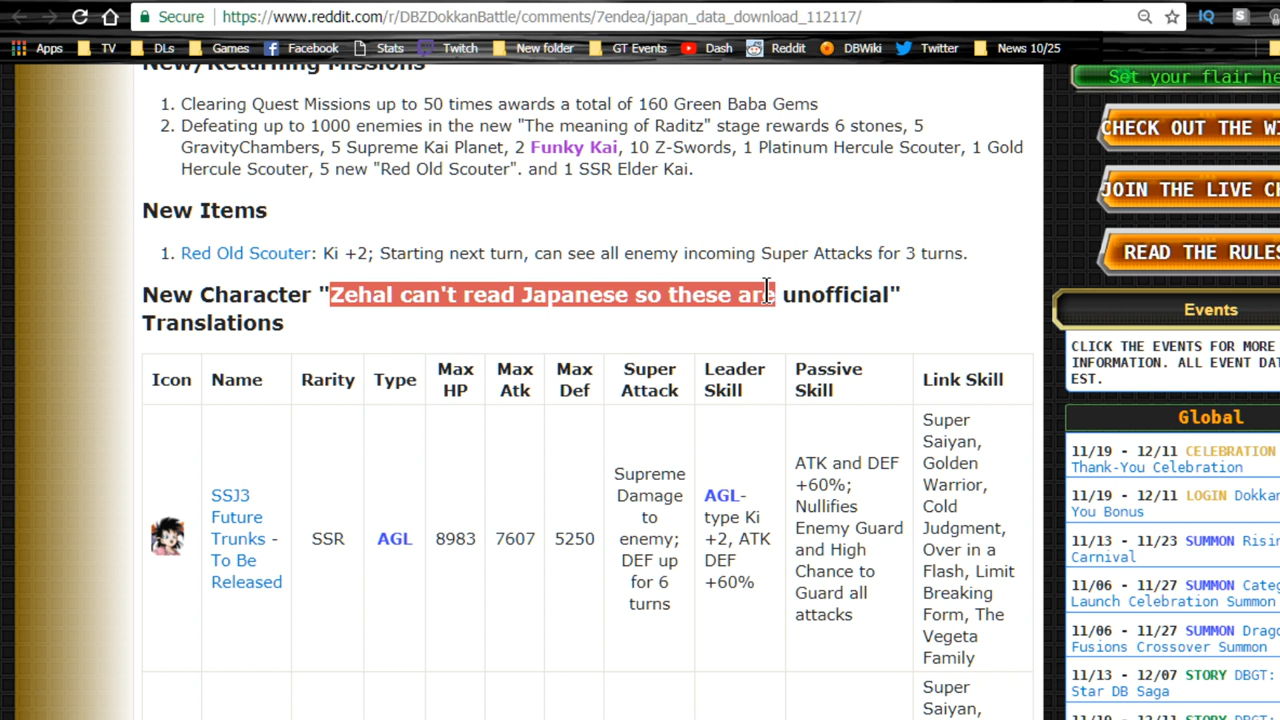 Secure
https://www.reddit.com/r/DBZDokkanBattle/comments/7endea/japan_data_download_112117/
Apps TV DLs Games Facebook Stats Twitch New folder GT Events Dash Reddit DBWiki Twitter News 10/25
New/Returning Missions
1. Clearing Quest Missions up to 50 times awards a total of 160 Green Baba Gems
2. Defeating up to 1000 enemies in the new "The meaning of Raditz" stage rewards 6 stones, 5
GravityChambers, 5 Supreme Kai Planet, 2 Funky Kai, 10 Z-Swords, 1 Platinum Hercule Scouter, 1 Gold
Hercule Scouter, 5 new "Red Old Scouter". and 1 SSR Elder Kai.
New Items
1. Red Old Scouter: Ki +2; Starting next turn, can see all enemy incoming Super Attacks for 3 turns.
New Character "Zehal can't read Japanese so these are unofficial"
Translations
Icon
Name
Rarity
Type
Max
HP
Max
Atk
Max
Def
Super
Attack
Leader
Skill
Passive
Skill
Link Skill
SSJ3
Future
Trunks -
To Be
Released
SSR
AGL
8983
7607
5250
Supreme
Damage
to
enemy;
DEF up
for 6
turns
AGL-
type Ki
+2, ATK
DEF
+60%
ATK and DEF
+60%;
Nullifies
Enemy Guard
and High
Chance to
Guard all
attacks
Super
Saiyan,
Golden
Warrior,
Cold
Judgment,
Over in a
Flash, Limit
Breaking
Form, The
Vegeta
Family
Super
Saiyan,
Set your flair he
CHECK OUT THE WI
JOIN THE LIVE CH
READ THE RULES
Events
CLICK THE EVENTS FOR MORE
INFORMATION. ALL EVENT DA
EST.
Global
11/19 - 12/11 CELEBRATION
Thank-You Celebration
11/19 - 12/11 LOGIN Dokka
You Bonus
11/13 - 11/23 SUMMON Risin
Carnival
11/06 - 11/27 SUMMON Categ
Launch Celebration Summon
11/06 - 11/27 SUMMON Drago
Fusions Crossover Summon
11/13 - 12/07 STORY DBGT:
Star DB Saga